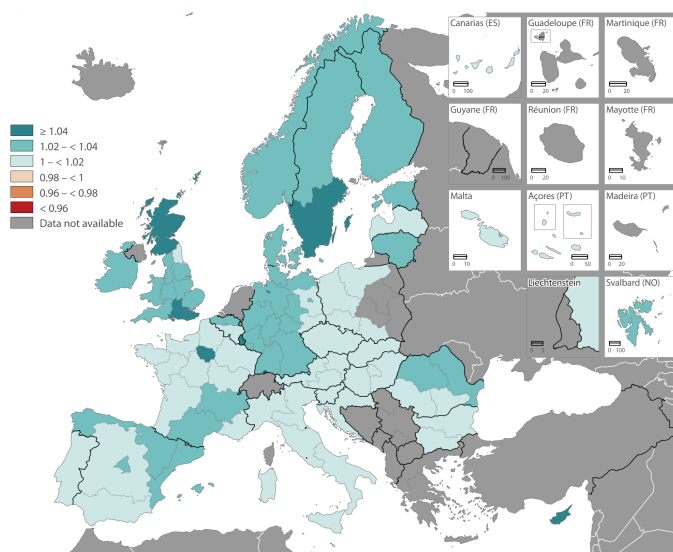 ≥ 1.04
1.02 – < 1.04
1 – < 1.02
0.98 – < 1
0.96 – < 0.98
< 0.96
Data not available
Canarias (ES)
0 100
Guadeloupe (FR)
0 20
Martinique (FR)
0 20
Guyane (FR)
0 100
Réunion (FR)
0 20
Mayotte (FR)
0 10
Malta
0 10
Açores (PT)
0 50
Madeira (PT)
0 20
Liechtenstein
0 5
Svalbard (NO)
0 100